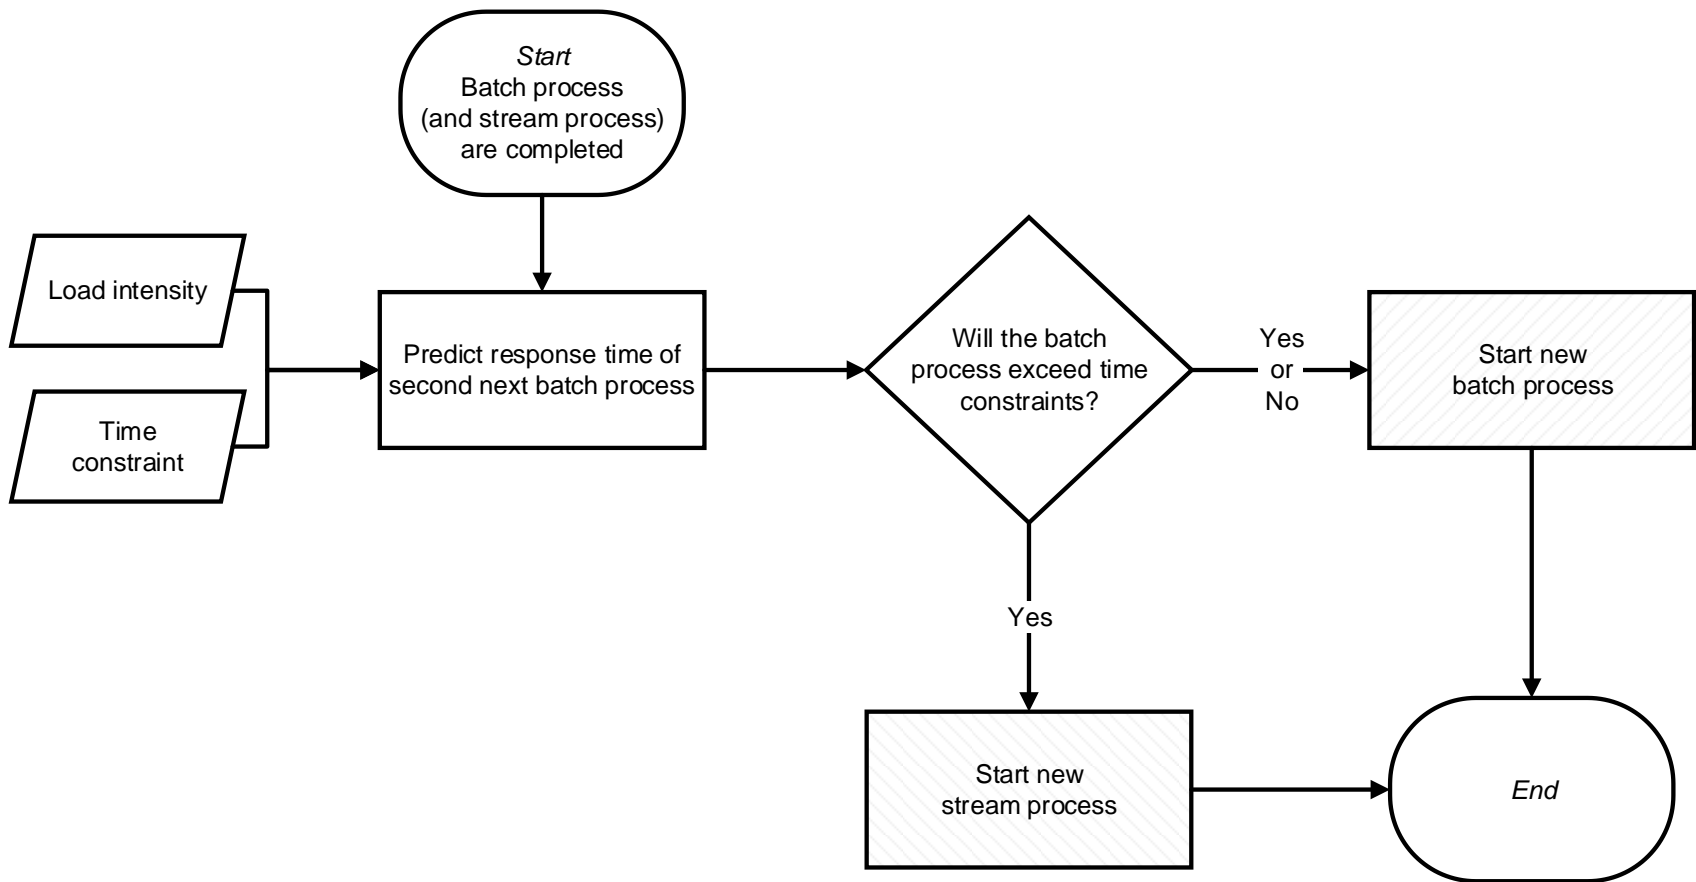 Start
Batch process
(and stream process)
are completed
Load intensity
Time
constraint
Predict response time of
second next batch process
Will the batch
process exceed time
constraints?
Yes
or
No
Start new
batch process
Yes
Start new
stream process
End